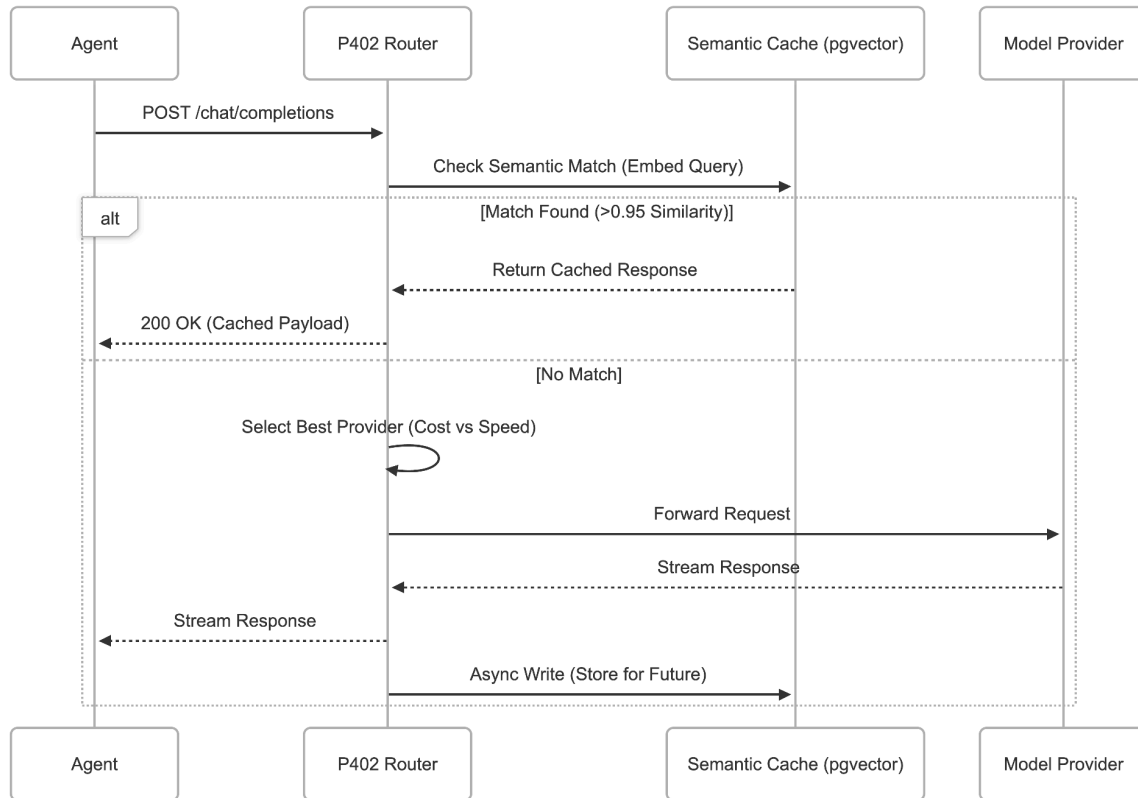 Agent
P402 Router
Semantic Cache (pgvector)
Model Provider
POST /chat/completions
Check Semantic Match (Embed Query)
alt
[Match Found (>0.95 Similarity)]
Return Cached Response
200 OK (Cached Payload)
[No Match]
Select Best Provider (Cost vs Speed)
Forward Request
Stream Response
Stream Response
Async Write (Store for Future)
Agent
P402 Router
Semantic Cache (pgvector)
Model Provider